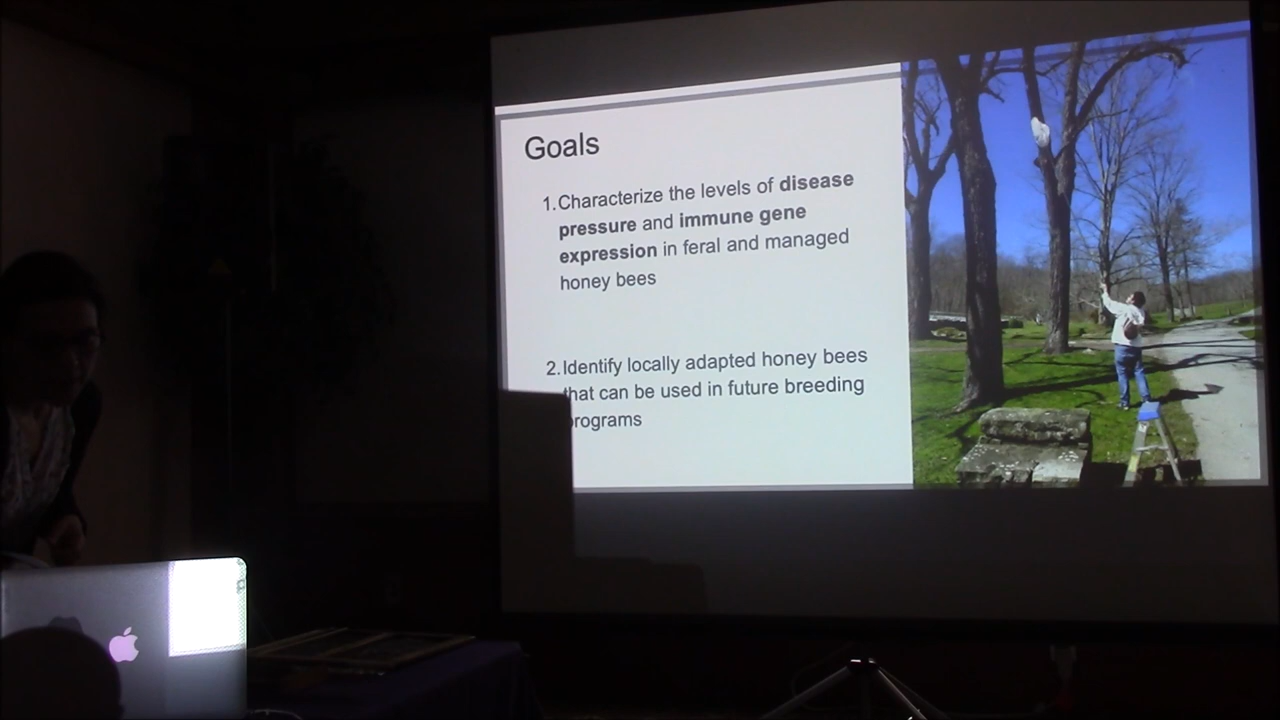 Goals
1. Characterize the levels of disease
pressure and immune gene
expression in feral and managed
honey bees
2. Identify locally adapted honey bees
that can be used in future breeding
programs